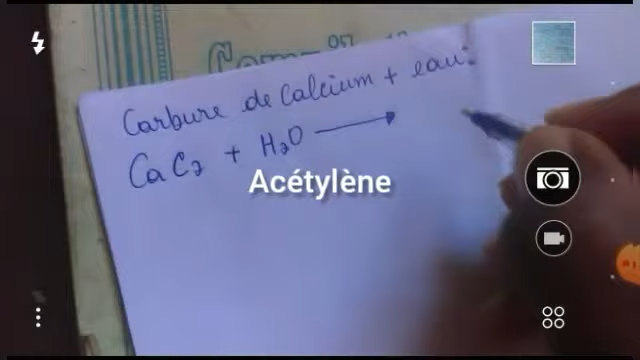 Carbure de Calcium + eau:
CaC2 + H2O →
Acétylène